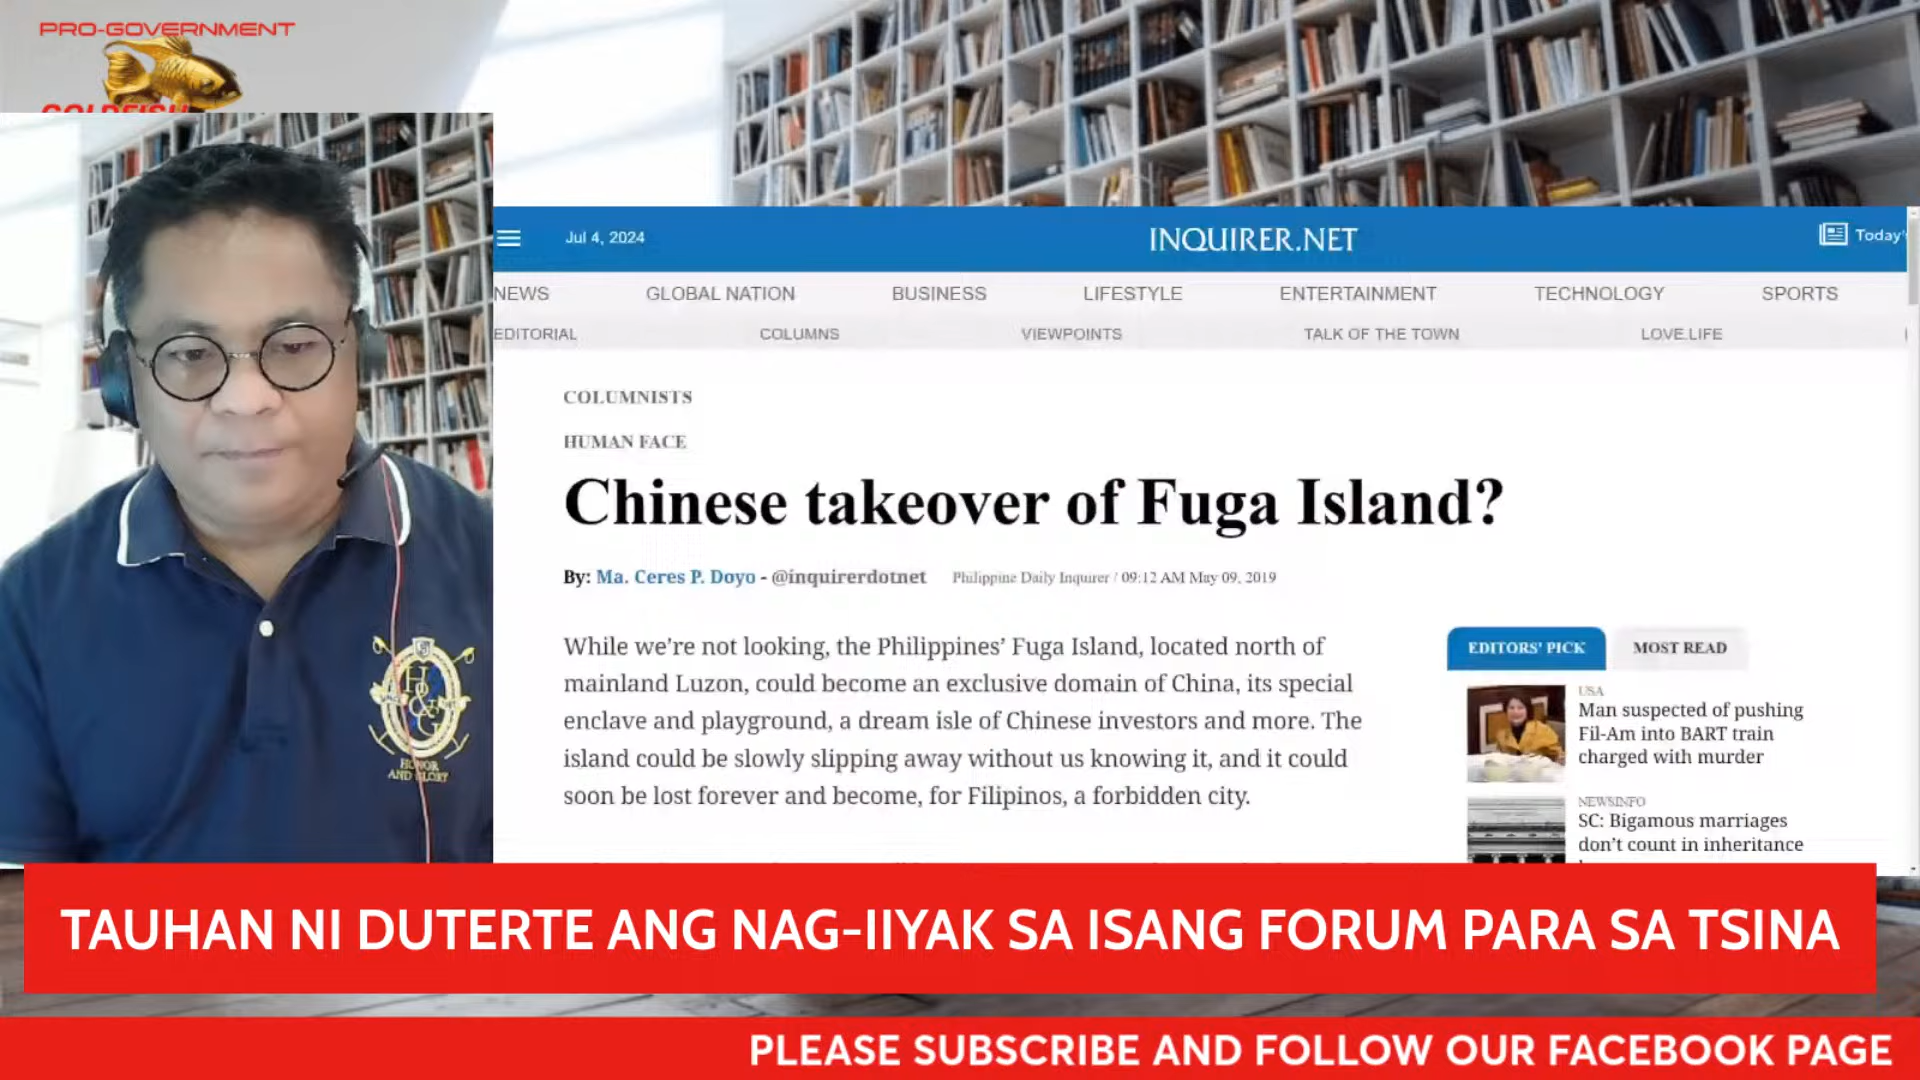 PRO-GOVERNMENT
GOLDFISH
Jul 4, 2024
INQUIRER.NET
Today'
NEWS
GLOBAL NATION
BUSINESS
LIFESTYLE
ENTERTAINMENT
TECHNOLOGY
SPORTS
EDITORIAL
COLUMNS
VIEWPOINTS
TALK OF THE TOWN
LOVE.LIFE
COLUMNISTS
HUMAN FACE
Chinese takeover of Fuga Island?
By: Ma. Ceres P. Doyo - @inquirerdotnet
Philippine Daily Inquirer / 09:12 AM May 09, 2019
While we're not looking, the Philippines' Fuga Island, located north of
mainland Luzon, could become an exclusive domain of China, its special
enclave and playground, a dream isle of Chinese investors and more. The
island could be slowly slipping away without us knowing it, and it could
soon be lost forever and become, for Filipinos, a forbidden city.
EDITORS' PICK
MOST READ
USA
Man suspected of pushing
Fil-Am into BART train
charged with murder
NEWSINFO
SC: Bigamous marriages
don't count in inheritance
H&G
HONOR
AND GLORY
TAUHAN NI DUTERTE ANG NAG-IIYAK SA ISANG FORUM PARA SA TSINA
PLEASE SUBSCRIBE AND FOLLOW OUR FACEBOOK PAGE